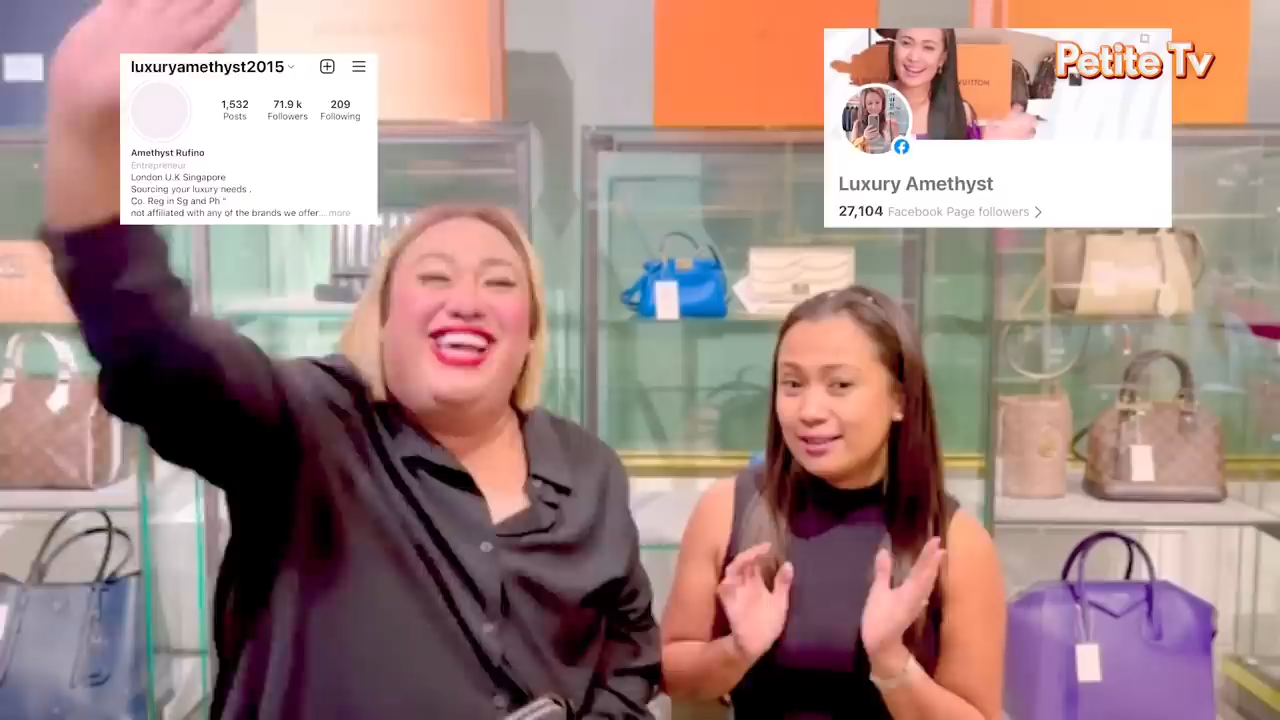 luxuryamethyst2015
1,532 71.9 k 209
Posts Followers Following
Amethyst Rufino
Entrepreneur
London U.K Singapore
Sourcing your luxury needs .
Co. Reg in Sg and Ph "
not affiliated with any of the brands we offer... more
Petite Tv
VUITTON
Luxury Amethyst
27,104 Facebook Page followers